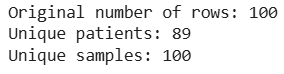 Original number of rows: 100
Unique patients: 89
Unique samples: 100